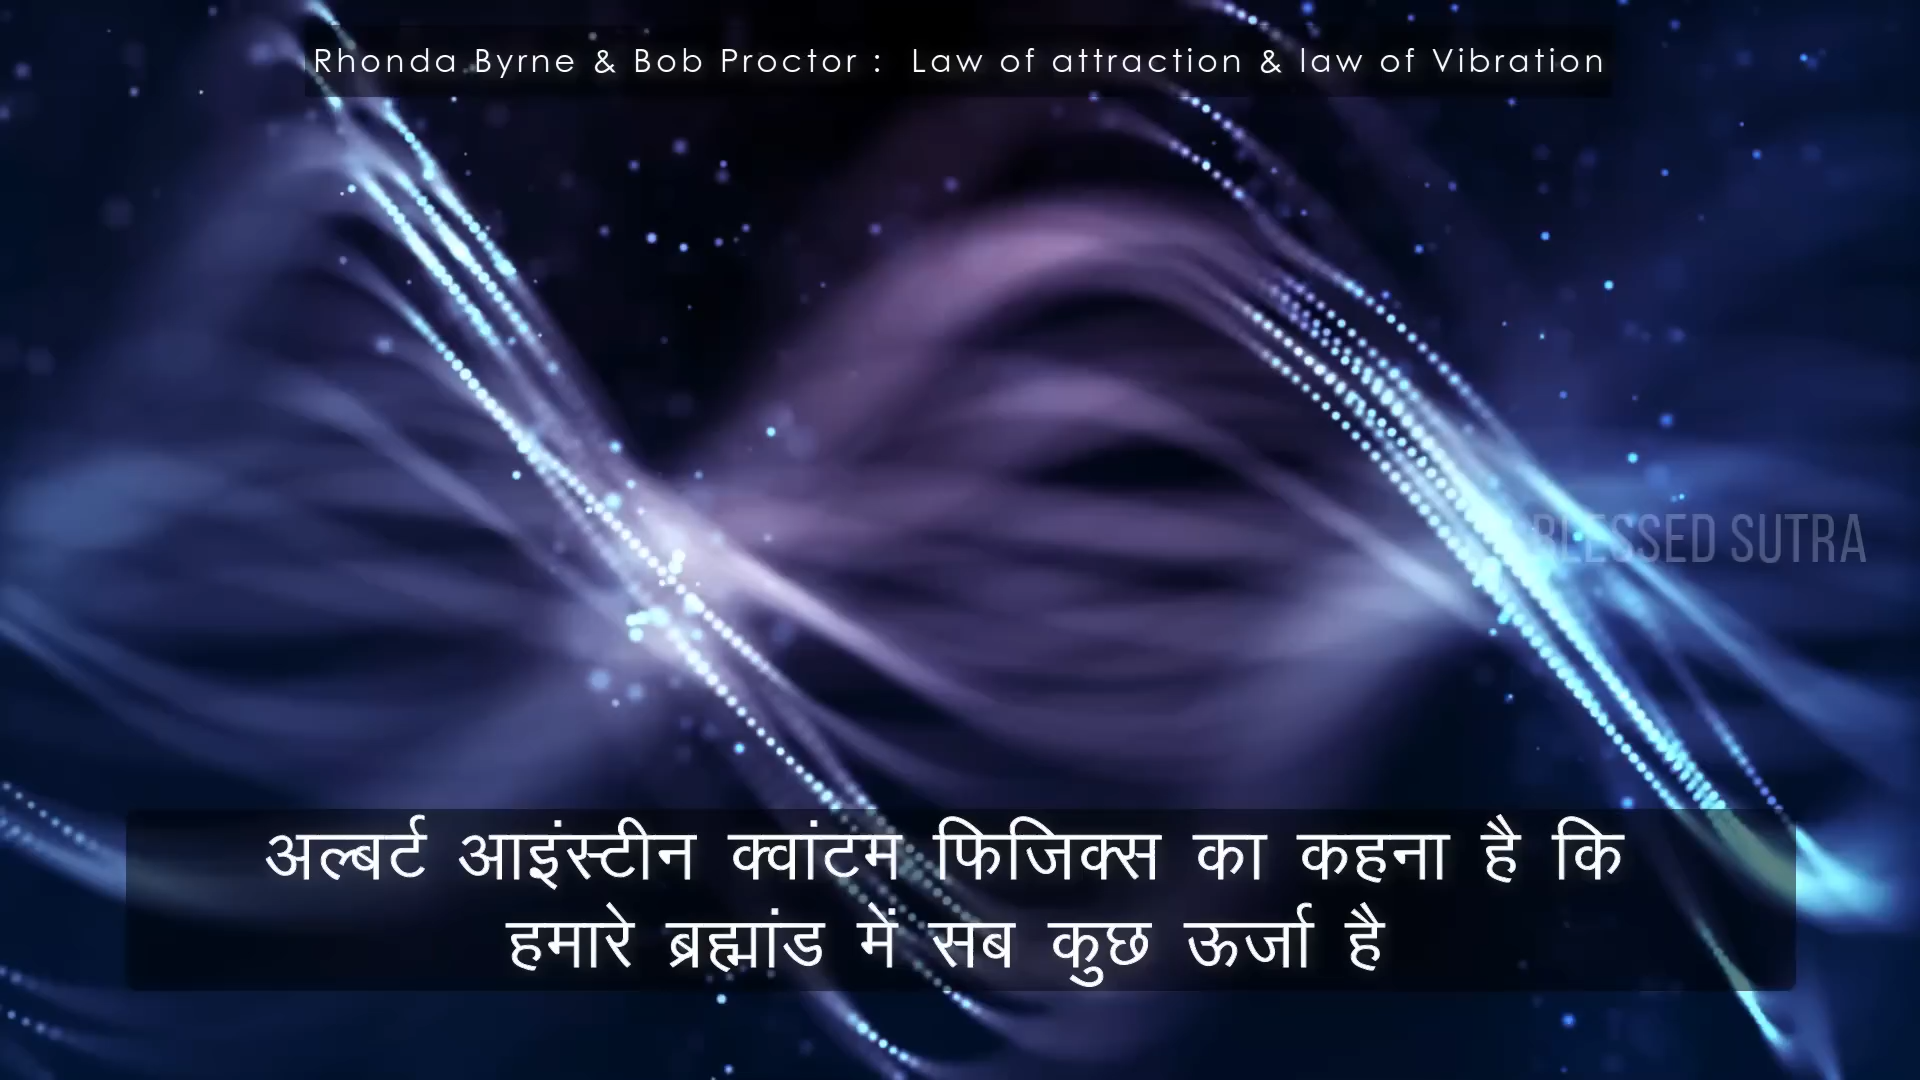 Rhonda Byrne & Bob Proctor : Law of attraction & law of Vibration
BLESSED SUTRA
अल्बर्ट आइंस्टीन क्वांटम फिजिक्स का कहना है कि
हमारे ब्रह्मांड में सब कुछ ऊर्जा है